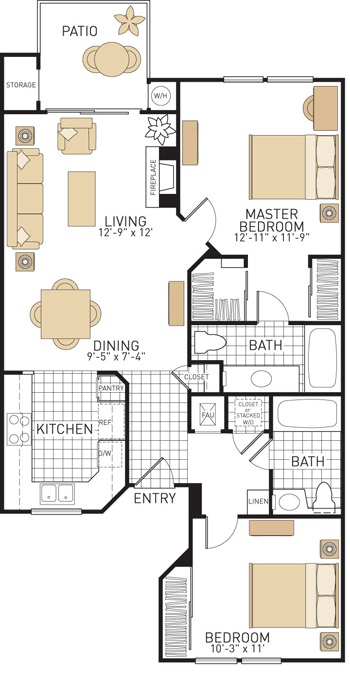 PATIO
STORAGE
W/H
FIREPLACE
LIVING
12'-9" x 12'
MASTER
BEDROOM
12'-11" x 11'-9"
DINING
9'-5" x 7'-4"
BATH
CLOSET
PANTRY
KITCHEN
REF
D/W
FAU
CLOSET
or
STACKED
W/D
BATH
ENTRY
LINEN
BEDROOM
10'-3" x 11'